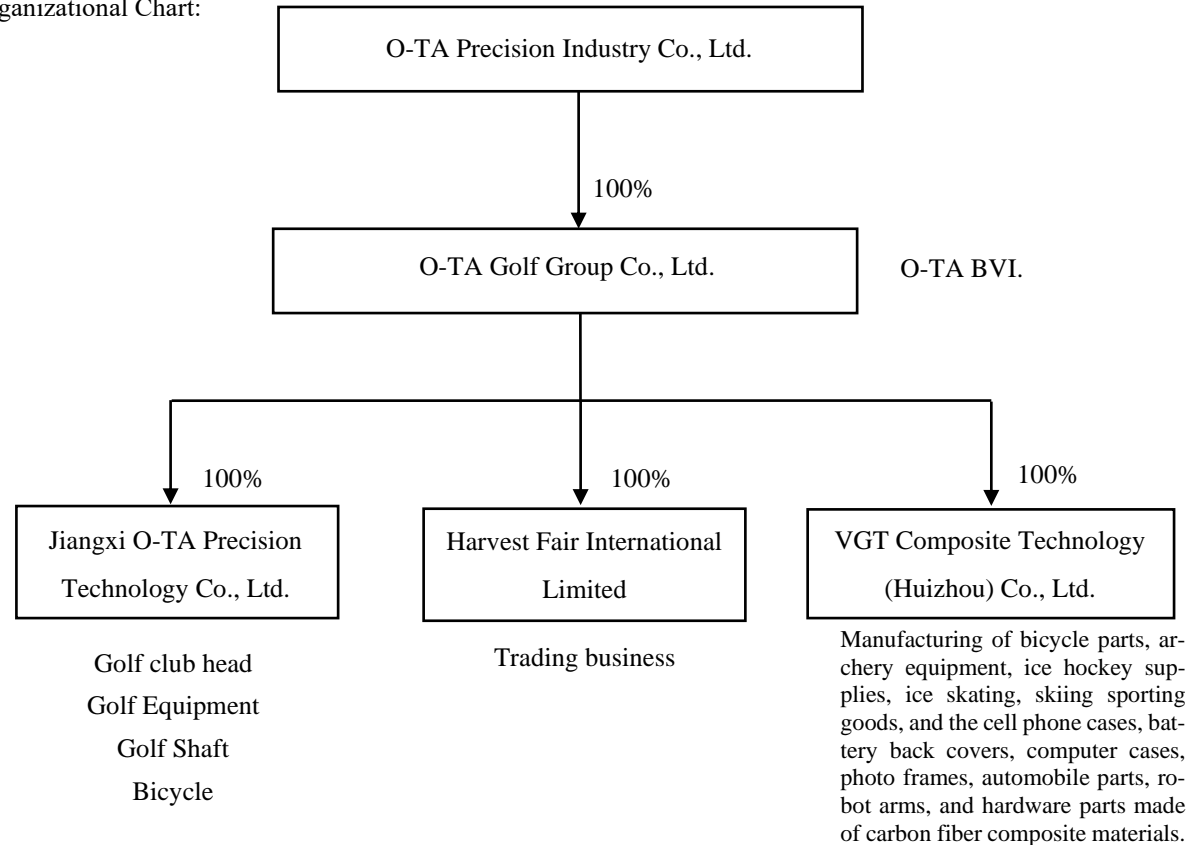 ganizational Chart:
O-TA Precision Industry Co., Ltd.
100%
O-TA Golf Group Co., Ltd.
O-TA BVI.
100%
100%
100%
Jiangxi O-TA Precision
Technology Co., Ltd.
Harvest Fair International
Limited
VGT Composite Technology
(Huizhou) Co., Ltd.
Golf club head
Golf Equipment
Golf Shaft
Bicycle
Trading business
Manufacturing of bicycle parts, ar-
chery equipment, ice hockey sup-
plies, ice skating, skiing sporting
goods, and the cell phone cases, bat-
tery back covers, computer cases,
photo frames, automobile parts, ro-
bot arms, and hardware parts made
of carbon fiber composite materials.